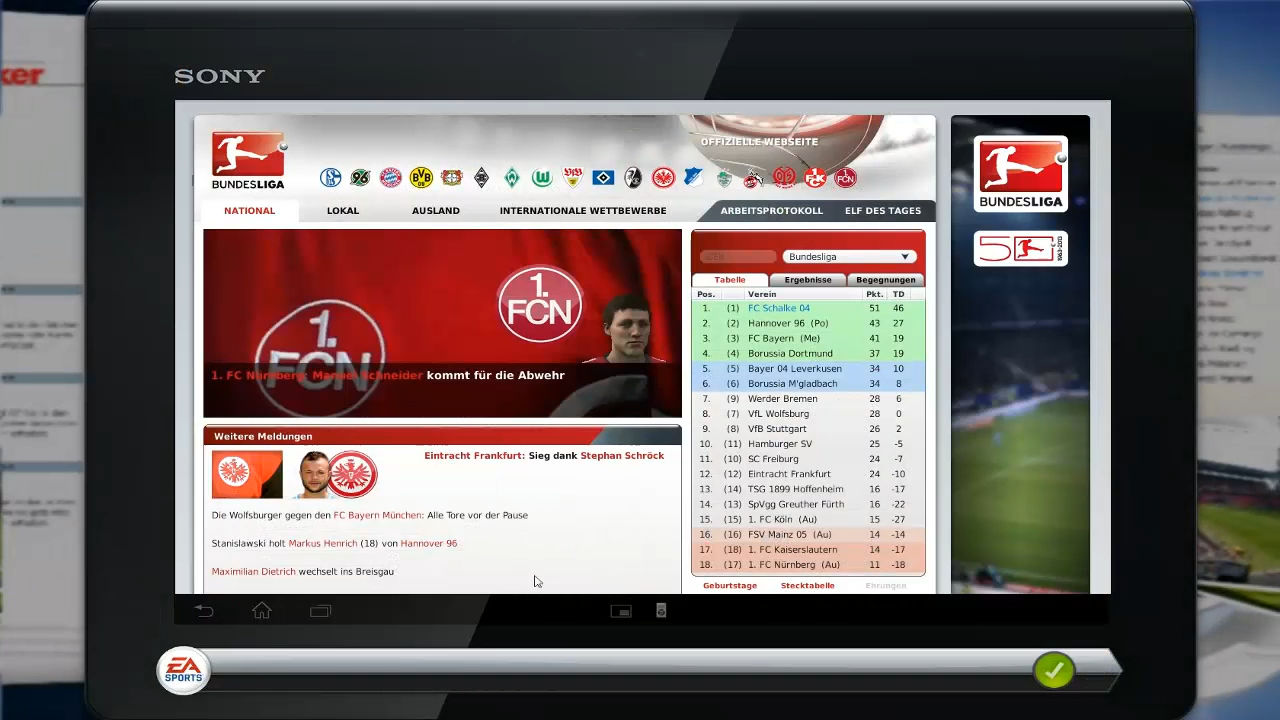 ker
SONY
BUNDESLIGA
OFFIZIELLE WEBSEITE
NATIONAL LOKAL AUSLAND INTERNATIONALE WETTBEWERBE ARBEITSPROTOKOLL ELF DES TAGES
1. FCN
1. FCN
1. FC Nürnberg: Manuel Schneider kommt für die Abwehr
Weitere Meldungen
Eintracht Frankfurt: Sieg dank Stephan Schröck
Die Wolfsburger gegen den FC Bayern München: Alle Tore vor der Pause
Stanislawski holt Markus Henrich (18) von Hannover 96
Maximilian Dietrich wechselt ins Breisgau
Bundesliga
Tabelle Ergebnisse Begegnungen
Pos. Verein Pkt. TD
1. (1) FC Schalke 04 51 46
2. (2) Hannover 96 (Po) 43 27
3. (3) FC Bayern (Me) 41 19
4. (4) Borussia Dortmund 37 19
5. (5) Bayer 04 Leverkusen 34 10
6. (6) Borussia M'gladbach 34 8
7. (9) Werder Bremen 28 6
8. (7) VfL Wolfsburg 28 0
9. (8) VfB Stuttgart 26 2
10. (11) Hamburger SV 25 -5
11. (10) SC Freiburg 24 -7
12. (12) Eintracht Frankfurt 24 -10
13. (14) TSG 1899 Hoffenheim 16 -17
14. (13) SpVgg Greuther Fürth 16 -22
15. (15) 1. FC Köln (Au) 15 -27
16. (16) FSV Mainz 05 (Au) 14 -14
17. (18) 1. FC Kaiserslautern 14 -17
18. (17) 1. FC Nürnberg (Au) 11 -18
Geburtstage Stecktabelle Ehrungen
BUNDESLIGA
50
EA
SPORTS